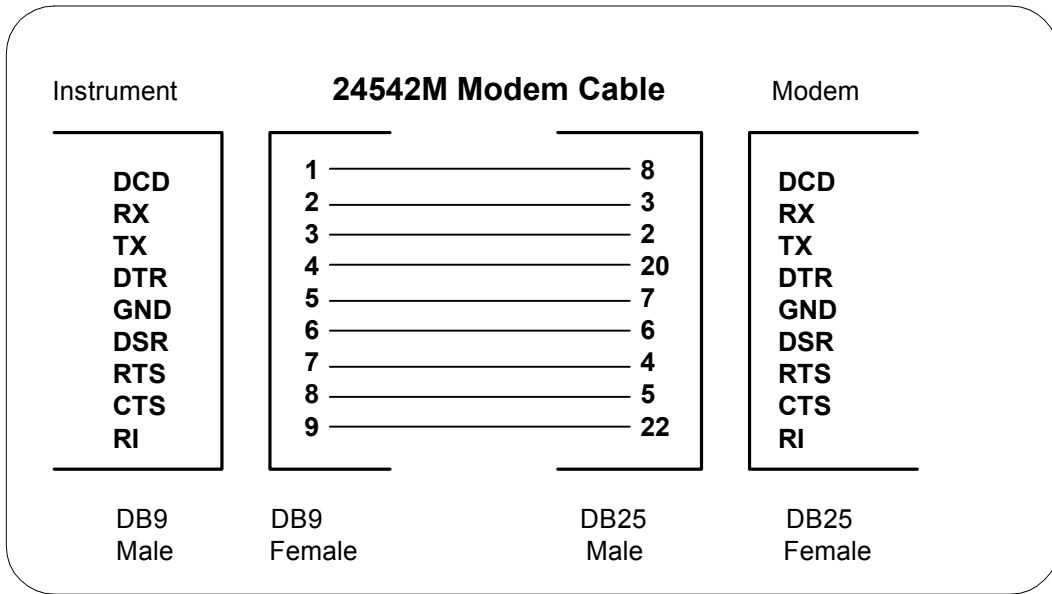 Instrument 24542M Modem Cable Modem
DCD 1 8 DCD
RX 2 3 RX
TX 3 2 TX
DTR 4 20 DTR
GND 5 7 GND
DSR 6 6 DSR
RTS 7 4 RTS
CTS 8 5 CTS
RI 9 22 RI
DB9 DB9 DB25 DB25
Male Female Male Female